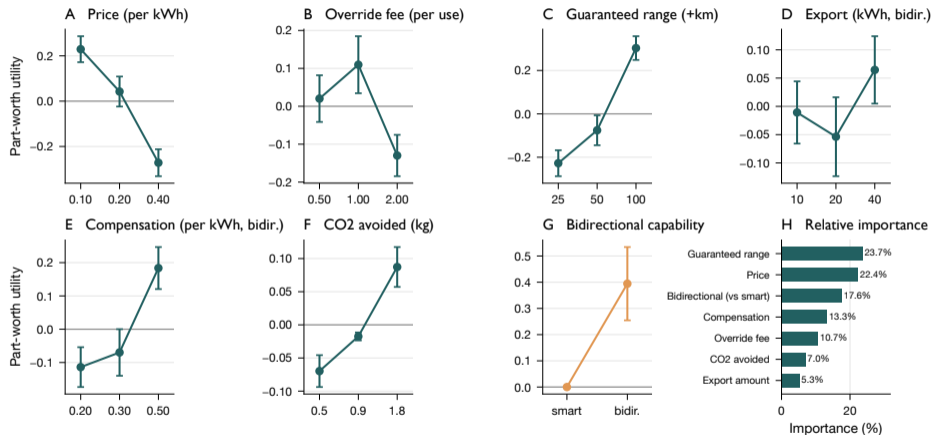 A Price (per kWh)
Part-worth utility
0.2
0.0
−0.2
0.10 0.20 0.40
B Override fee (per use)
0.2
0.1
0.0
−0.1
−0.2
0.50 1.00 2.00
C Guaranteed range (+km)
0.2
0.0
−0.2
25 50 100
D Export (kWh, bidir.)
0.10
0.05
0.00
−0.05
−0.10
10 20 40
E Compensation (per kWh, bidir.)
Part-worth utility
0.2
0.1
0.0
−0.1
0.20 0.30 0.50
F CO2 avoided (kg)
0.10
0.05
0.00
−0.05
−0.10
0.5 0.9 1.8
G Bidirectional capability
0.5
0.4
0.3
0.2
0.1
0.0
smart bidir.
H Relative importance
Guaranteed range 23.7%
Price 22.4%
Bidirectional (vs smart) 17.6%
Compensation 13.3%
Override fee 10.7%
CO2 avoided 7.0%
Export amount 5.3%
0 20
Importance (%)